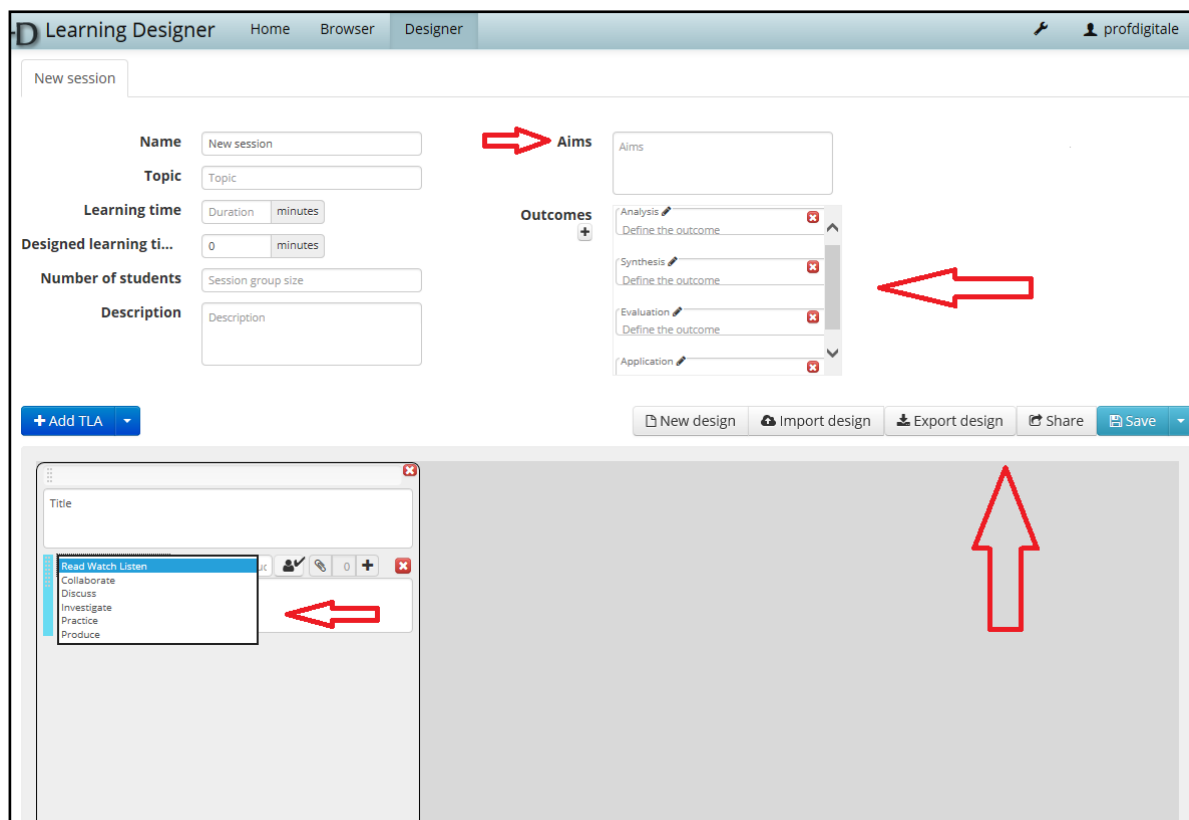 D Learning Designer Home Browser Designer profdigitale
New session
Name New session
Topic Topic
Learning time Duration minutes
Designed learning ti... 0 minutes
Number of students Session group size
Description Description
Aims Aims
Outcomes
Analysis
Define the outcome
Synthesis
Define the outcome
Evaluation
Define the outcome
Application
+ Add TLA New design Import design Export design Share Save
Title
Read Watch Listen 0
Collaborate
Discuss
Investigate
Practice
Produce